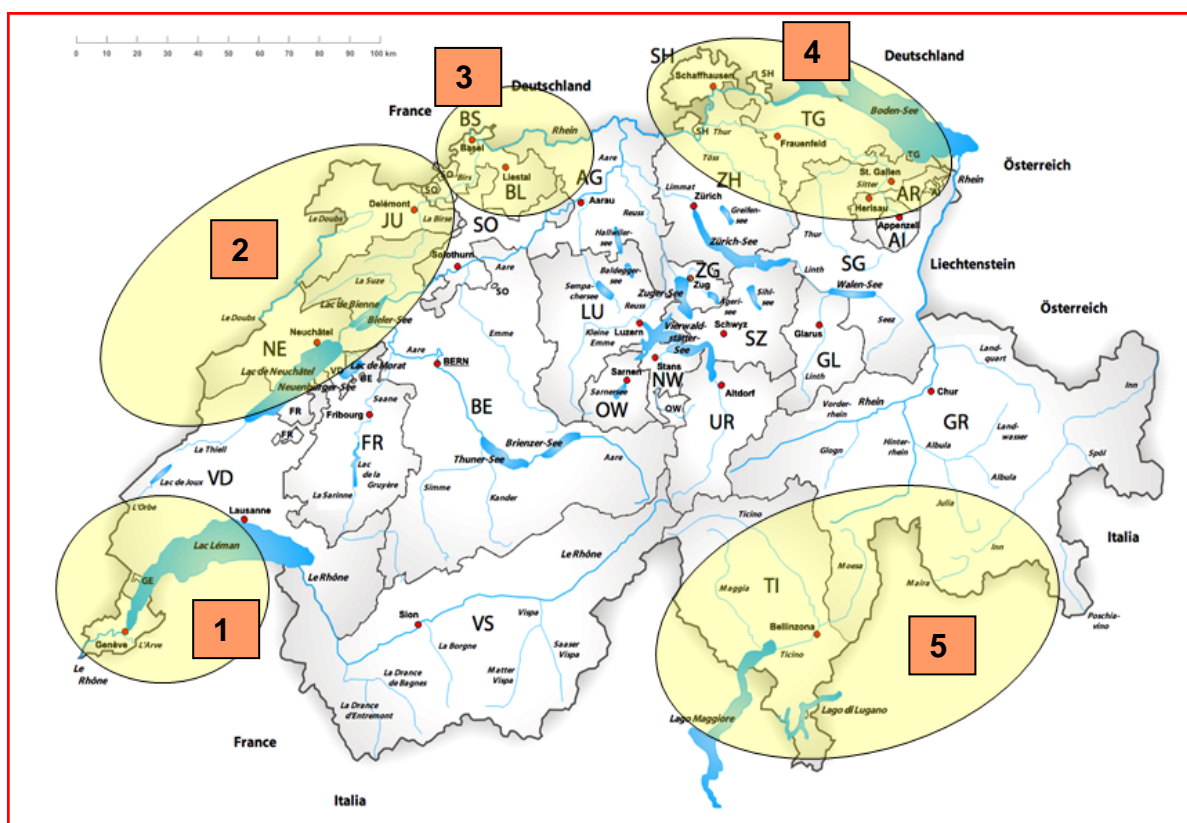 0 10 20 30 40 50 60 70 80 90 100 km
France
Deutschland
Deutschland
Österreich
Liechtenstein
Österreich
Italia
France
Italia
1
2
3
4
5
SH
Schaffhausen
SH
SH
Thur
Töss
TG
Frauenfeld
Boden-See
TG
St. Gallen
Sitter
AR
AI
Herisau
Appenzell
AI
Rhein
BS
Basel
Rhein
Birs
Liestal
BL
SO
SO
Delémont
JU
La Birse
Le Doubs
La Suze
Lac de Bienne
Bieler-See
Le Doubs
Neuchâtel
NE
Lac de Neuchâtel
Neuenburger-See
VD
BE
Lac de Morat
SO
Solothurn
Aare
SO
AG
Aare
Aarau
Reuss
Hallwiler-
see
Baldegger-
see
Limmat
ZH
Zürich
Greifen-
see
Zürich-See
Thur
SG
Linth
Walen-See
Seez
ZG
Zug
Zuger-See
Ägeri-
see
Sihl-
see
LU
Sempa-
chersee
Reuss
Luzern
Kleine
Emme
Vierwald-
stätter-
See
Schwyz
SZ
Glarus
GL
Linth
Stans
NW
Sarnen
Sarnersee
OW
OW
Altdorf
UR
Emme
Aare
BERN
BE
Brienzer-See
Thuner-See
Aare
Simme
Kander
Saane
Fribourg
FR
FR
FR
Lac
de la
Gruyère
La Sarinne
La Thiell
VD
Lac de Joux
L'Orbe
Lausanne
Lac Léman
GE
Genève
L'Arve
Le
Rhône
Le Rhône
Le Rhône
Sion
VS
Vispa
La Borgne
Saaser
Vispa
Matter
Vispa
La Drance
de Bagnes
La Drance
d'Entremont
Chur
Rhein
Vorder-
rhein
GR
Land-
quart
Inn
Glogn
Hinter-
rhein
Albula
Land-
wasser
Albula
Spöl
Julia
Inn
Maira
Poschia-
vino
Ticino
Moesa
Maggia
TI
Bellinzona
Ticino
Lago Maggiore
Lago di Lugano